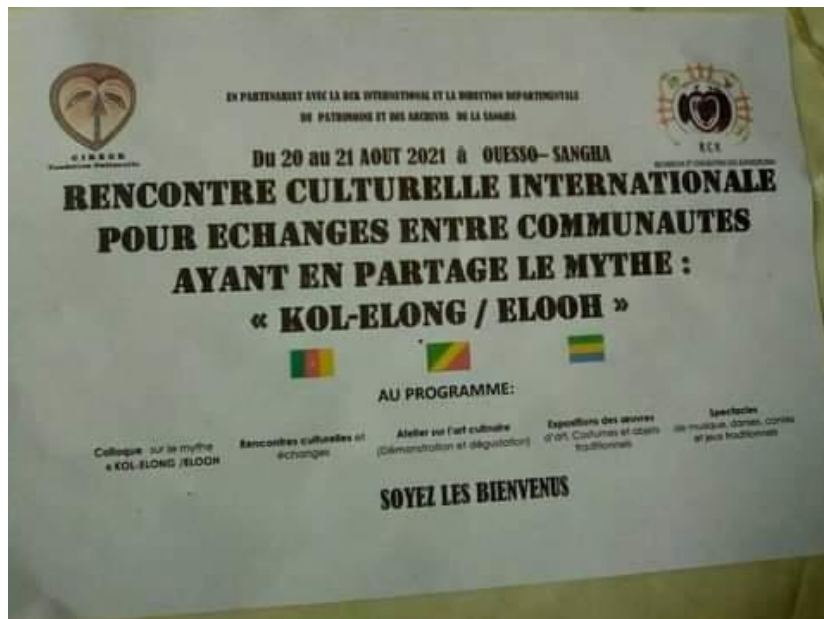 EN PARTENARIAT AVEC LA RCK INTERNATIONAL ET LA DIRECTION DEPARTEMENTALE
DU PATRIMOINE ET DES ARCHIVES DE LA SANGHA
RCK
Du 20 au 21 AOUT 2021 à OUESSO– SANGHA
RENCONTRE CULTURELLE INTERNATIONALE
POUR ECHANGES ENTRE COMMUNAUTES
AYANT EN PARTAGE LE MYTHE :
« KOL-ELONG / ELOOH »
AU PROGRAMME:
Colloque sur le mythe
« KOL-ELONG /ELOOH
Rencontres culturelles et
échanges
Atelier sur l'art culinaire
(Démonstration et dégustation)
Expositions des œuvres
d'art, Costumes et objets
traditionnels
Spectacles
de musique, danses, contes
et jeux traditionnels
SOYEZ LES BIENVENUS